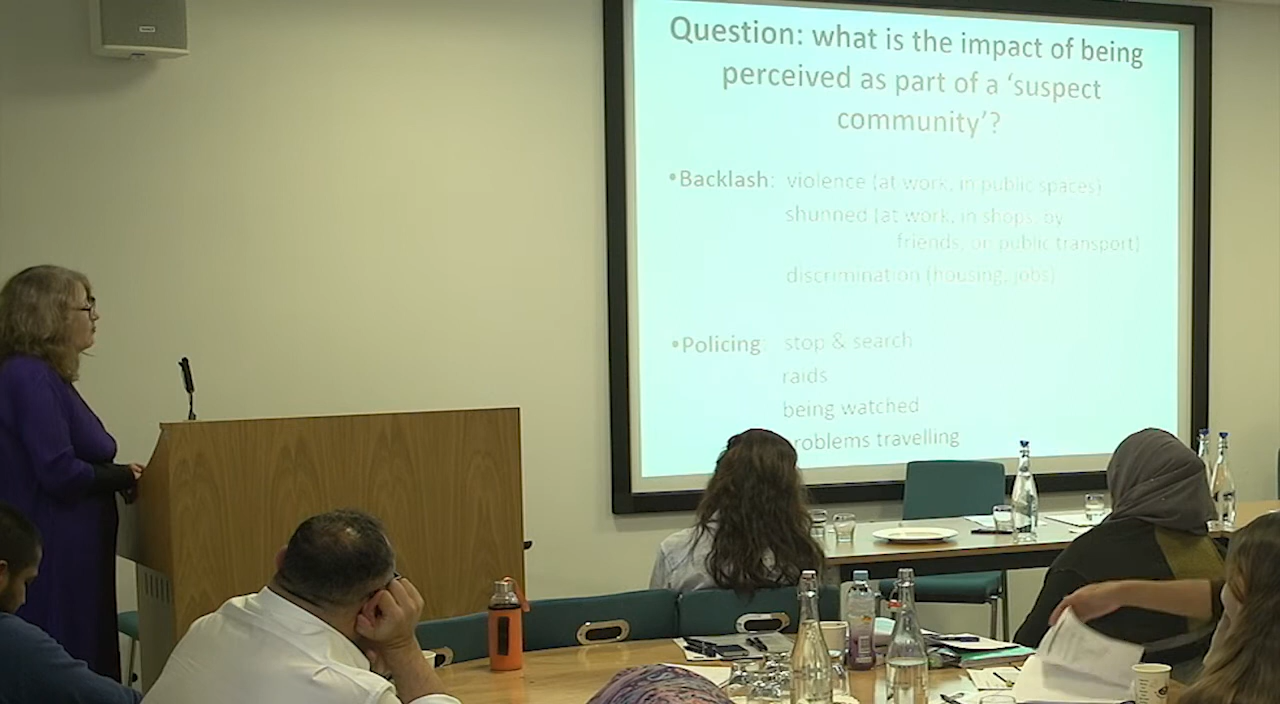 Question: what is the impact of being
perceived as part of a ‘suspect
community’?
•Backlash: violence (at work, in public spaces)
shunned (at work, in shops, by
friends, on public transport)
discrimination (housing, jobs)
•Policing: stop & search
raids
being watched
problems travelling